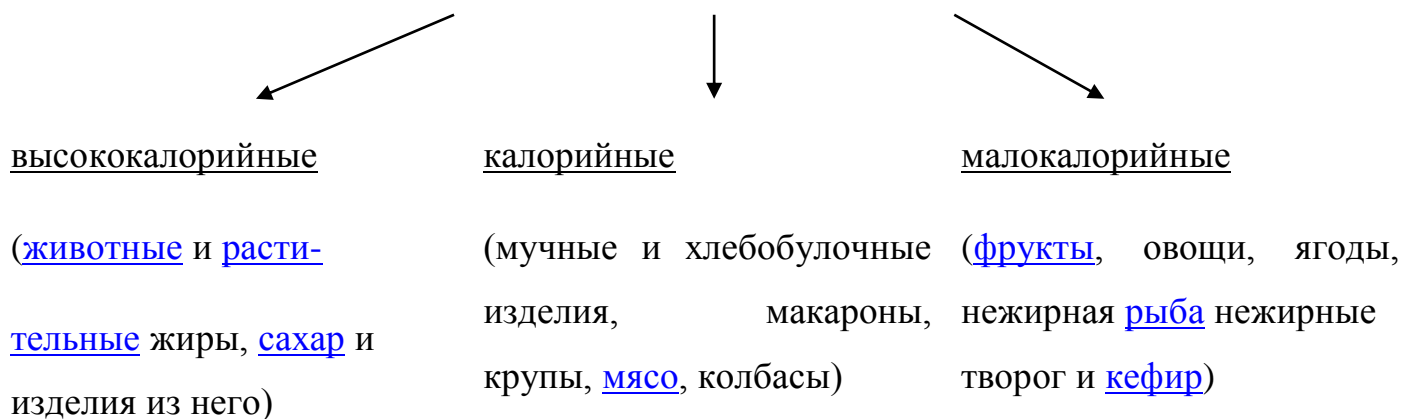 высококалорийные
(животные и расти-
тельные жиры, сахар и
изделия из него)
калорийные
(мучные и хлебобулочные
изделия, макароны,
крупы, мясо, колбасы)
малокалорийные
(фрукты, овощи, ягоды,
нежирная рыба нежирные
творог и кефир)